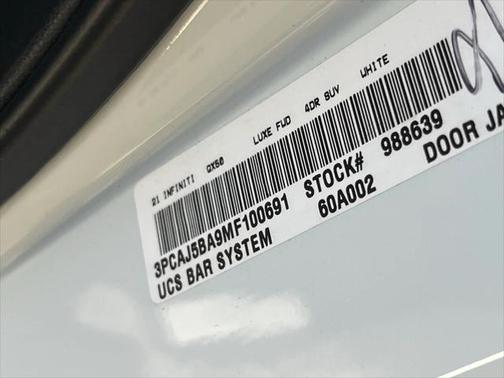 21 INFINITI QX50 LUXE FWD 4DR SUV WHITE
3PCAJ5BA9MF100691 STOCK# 988639
UCS BAR SYSTEM 60A002 DOOR JA